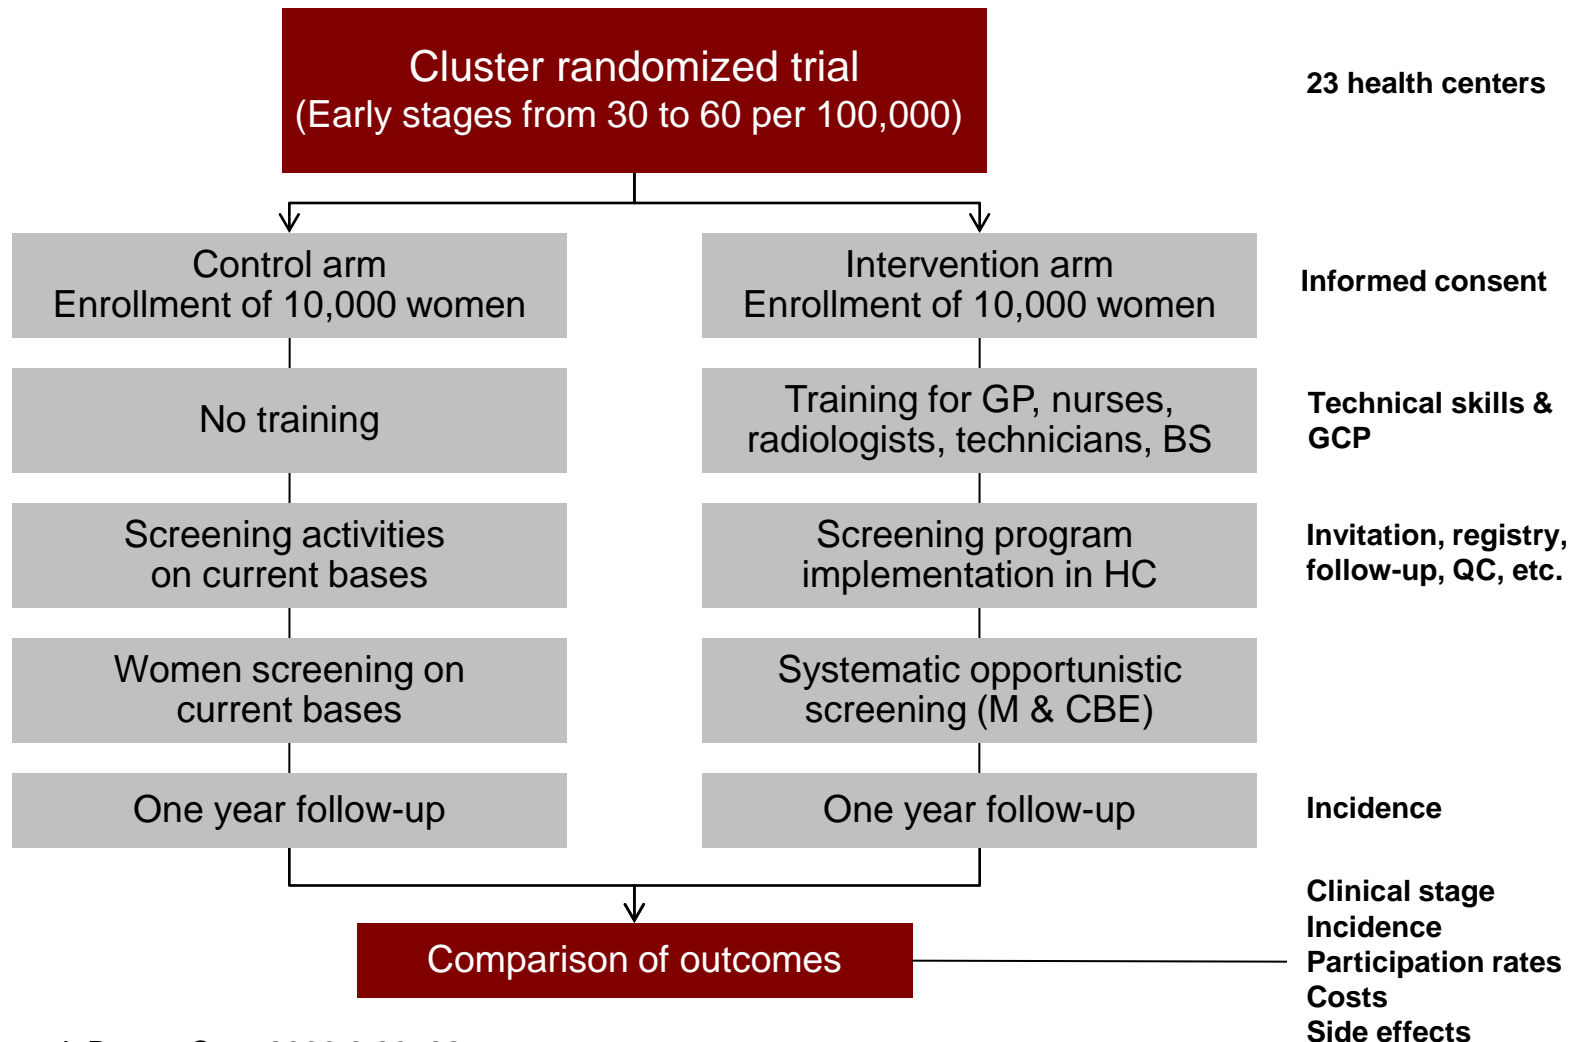 Cluster randomized trial
(Early stages from 30 to 60 per 100,000)
23 health centers
Control arm
Enrollment of 10,000 women
Intervention arm
Enrollment of 10,000 women
Informed consent
No training
Training for GP, nurses,
radiologists, technicians, BS
Technical skills &
GCP
Screening activities
on current bases
Screening program
implementation in HC
Invitation, registry,
follow-up, QC, etc.
Women screening on
current bases
Systematic opportunistic
screening (M & CBE)
One year follow-up
One year follow-up
Incidence
Comparison of outcomes
Clinical stage
Incidence
Participation rates
Costs
Side effects